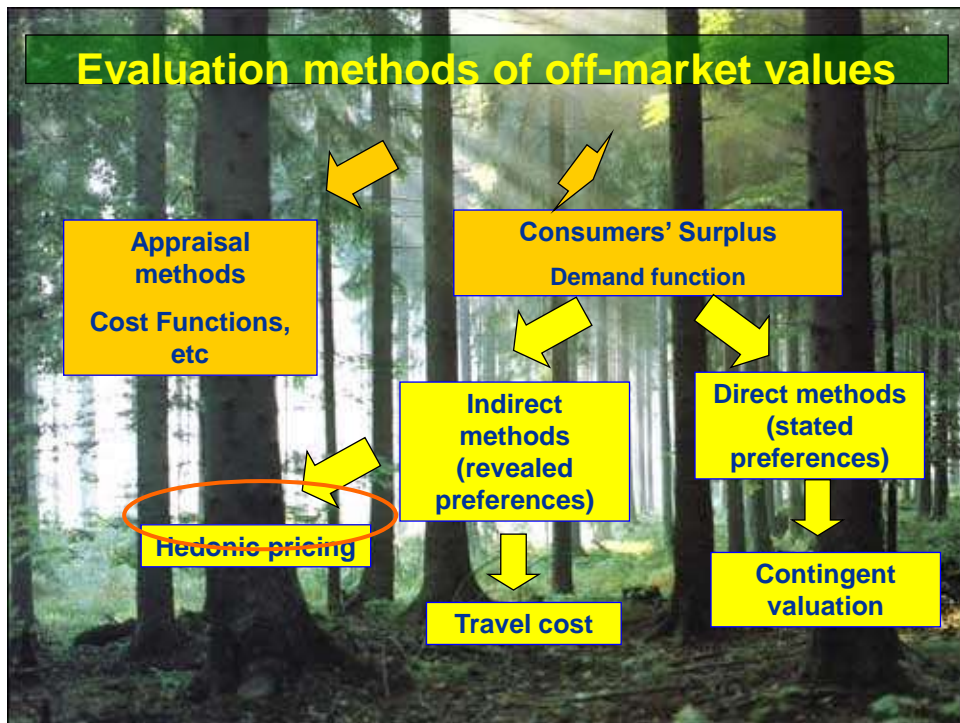 Evaluation methods of off-market values
Appraisal
methods
Cost Functions,
etc
Consumers' Surplus
Demand function
Indirect
methods
(revealed
preferences)
Direct methods
(stated
preferences)
Hedonic pricing
Travel cost
Contingent
valuation